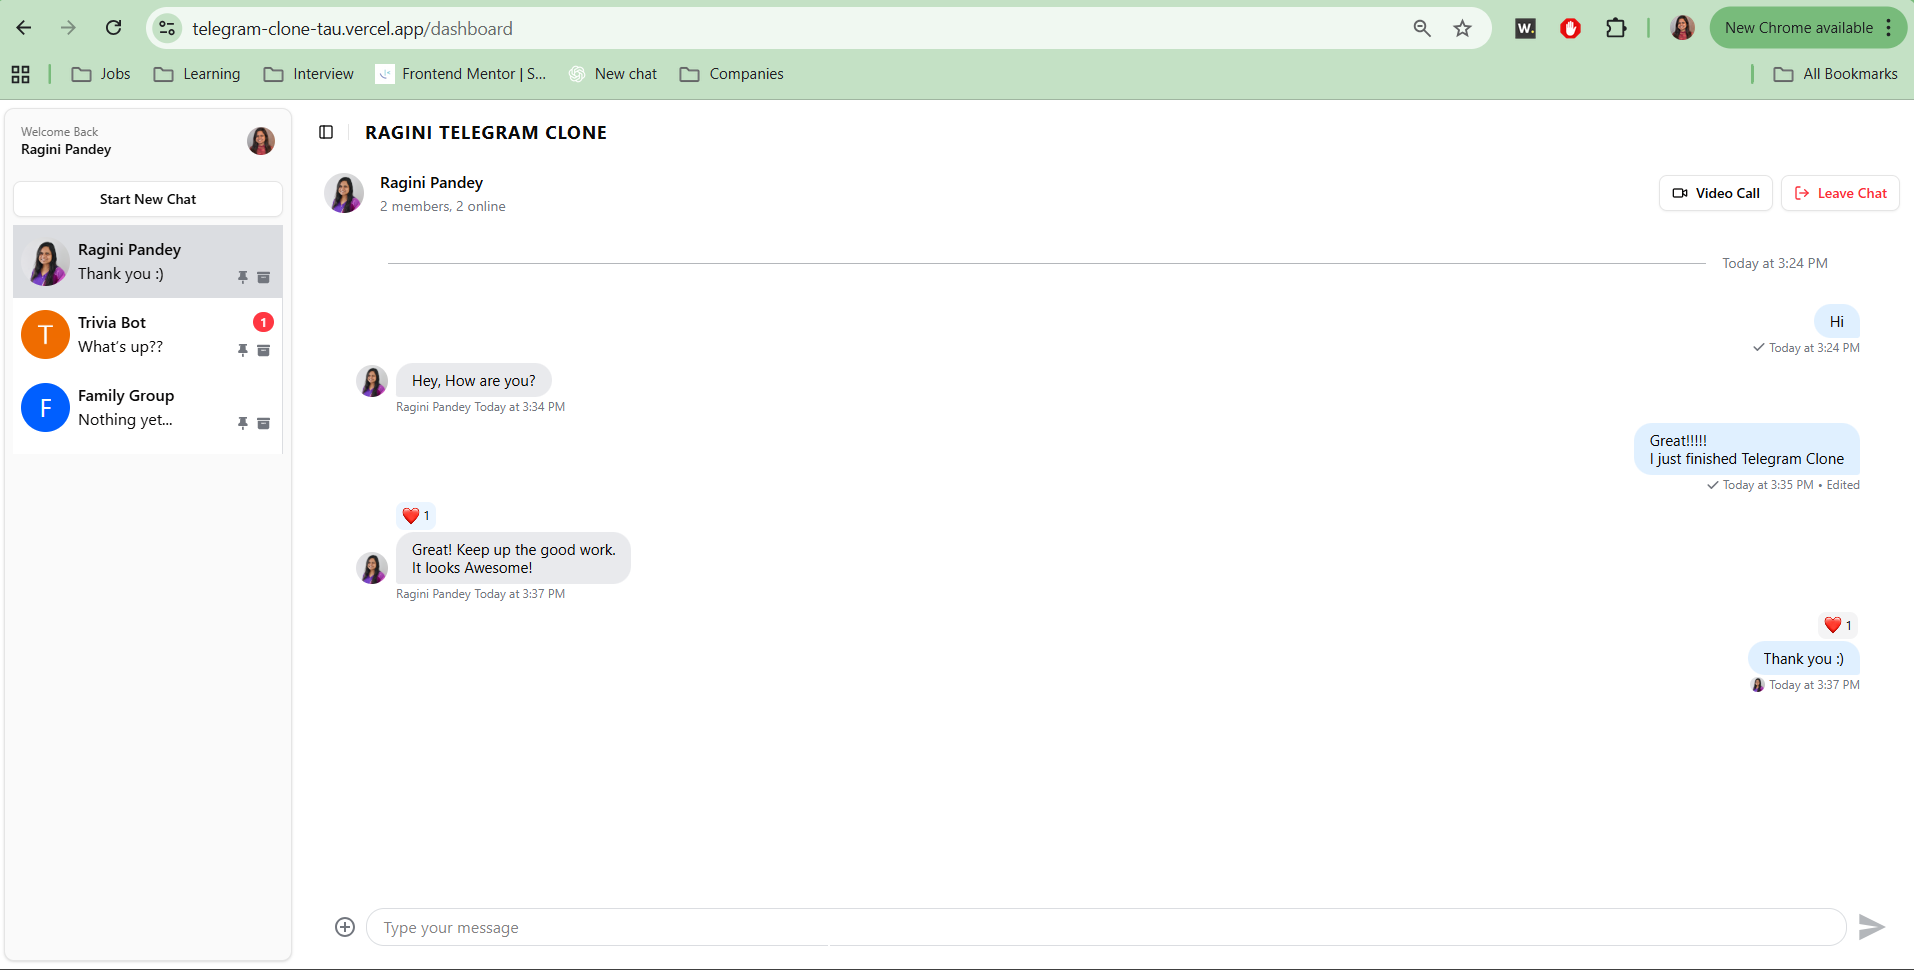 telegram-clone-tau.vercel.app/dashboard
W.
New Chrome available
Jobs
Learning
Interview
Frontend Mentor | S...
New chat
Companies
All Bookmarks
Welcome Back
Ragini Pandey
Start New Chat
Ragini Pandey
Thank you :)
T
Trivia Bot
1
What's up??
F
Family Group
Nothing yet...
RAGINI TELEGRAM CLONE
Ragini Pandey
2 members, 2 online
Video Call
Leave Chat
Today at 3:24 PM
Hi
Today at 3:24 PM
Hey, How are you?
Ragini Pandey Today at 3:34 PM
Great!!!!!
I just finished Telegram Clone
Today at 3:35 PM • Edited
❤️ 1
Great! Keep up the good work.
It looks Awesome!
Ragini Pandey Today at 3:37 PM
❤️ 1
Thank you :)
Today at 3:37 PM
Type your message